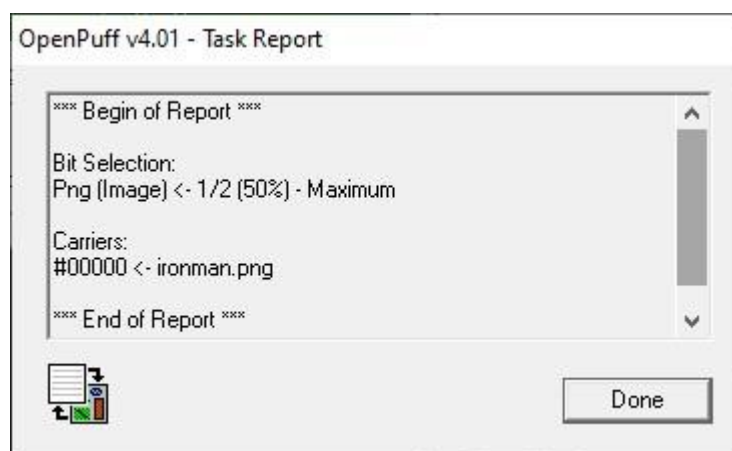 OpenPuff v4.01 - Task Report
*** Begin of Report ***
Bit Selection:
Png (Image) <- 1/2 (50%) - Maximum
Carriers:
#00000 <- ironman.png
*** End of Report ***
Done